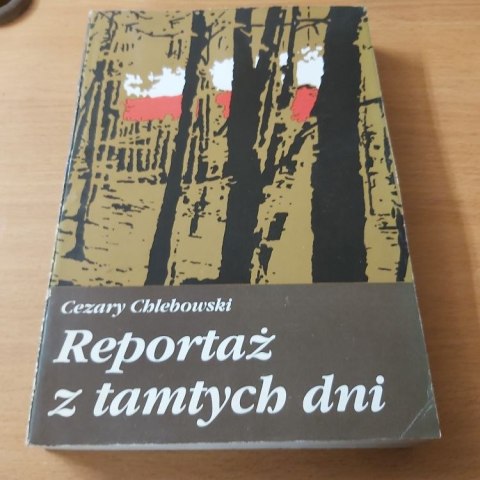 Cezary Chlebowski
Reportaż
z tamtych dni